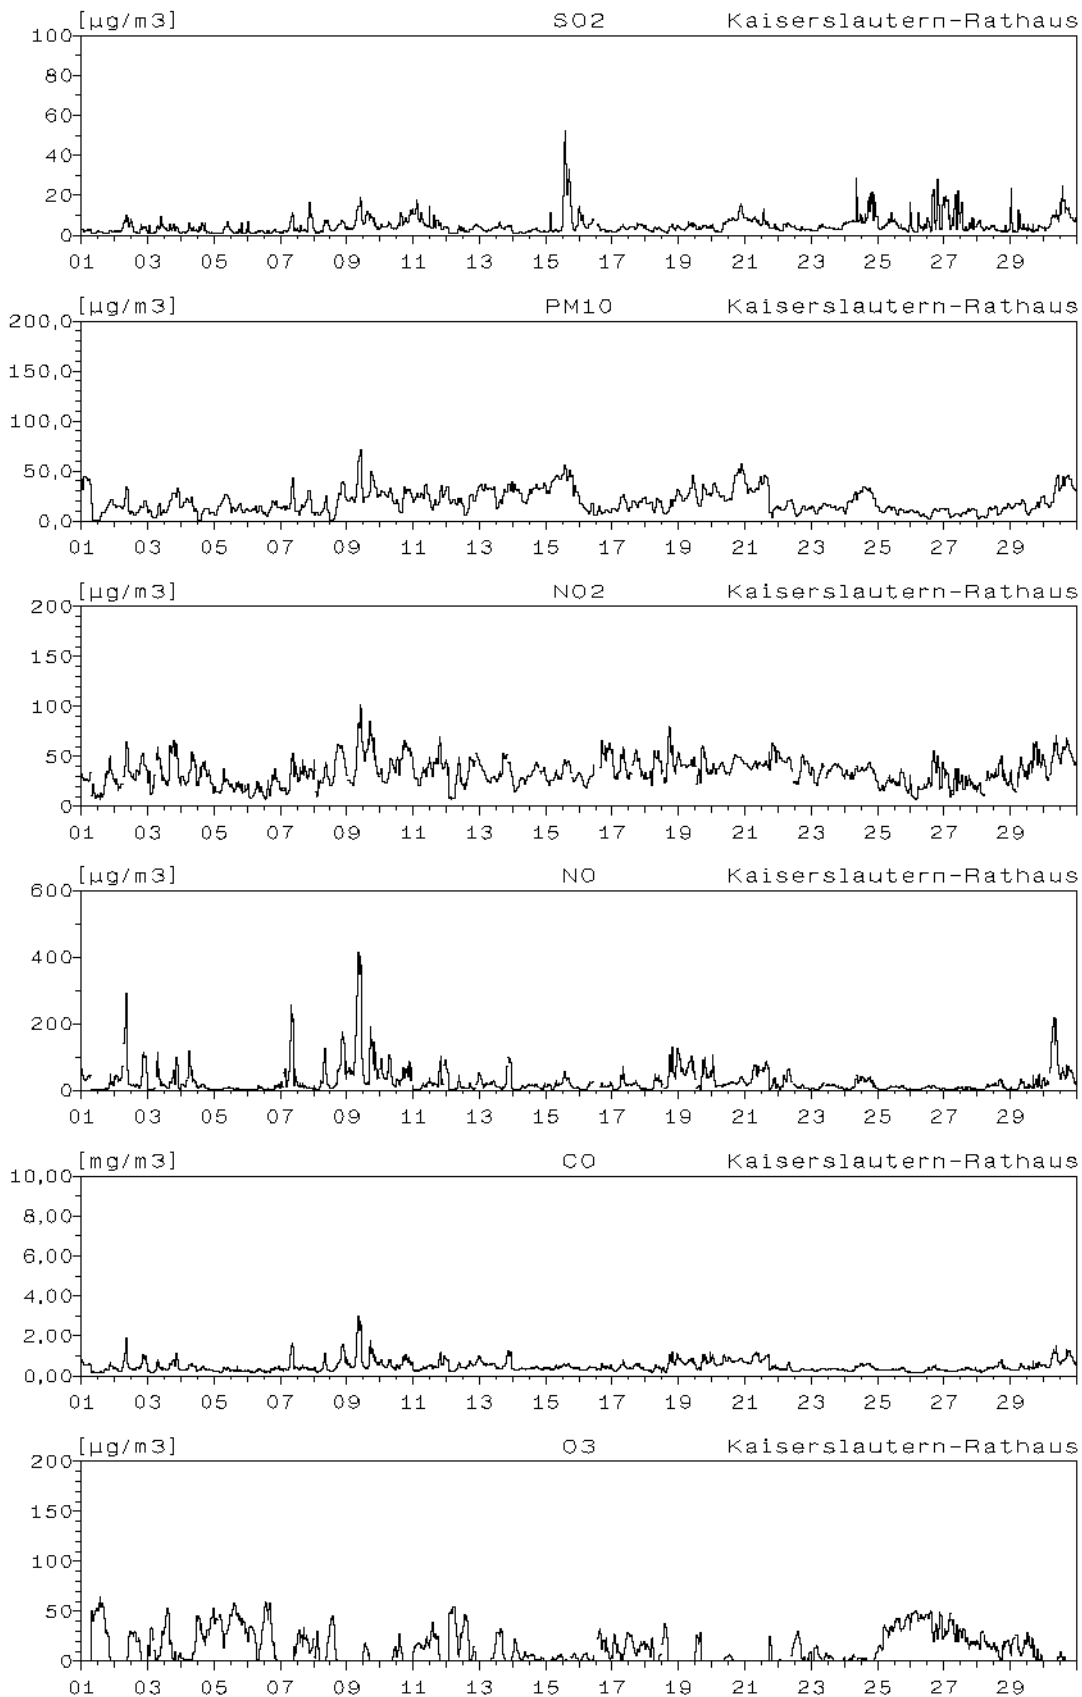 [µg/m3] SO2 Kaiserslautern-Rathaus
100
80
60
40
20
0
01 03 05 07 09 11 13 15 17 19 21 23 25 27 29
[µg/m3] PM10 Kaiserslautern-Rathaus
200,0
150,0
100,0
50,0
0,0
01 03 05 07 09 11 13 15 17 19 21 23 25 27 29
[µg/m3] NO2 Kaiserslautern-Rathaus
200
150
100
50
0
01 03 05 07 09 11 13 15 17 19 21 23 25 27 29
[µg/m3] NO Kaiserslautern-Rathaus
600
400
200
0
01 03 05 07 09 11 13 15 17 19 21 23 25 27 29
[mg/m3] CO Kaiserslautern-Rathaus
10,00
8,00
6,00
4,00
2,00
0,00
01 03 05 07 09 11 13 15 17 19 21 23 25 27 29
[µg/m3] O3 Kaiserslautern-Rathaus
200
150
100
50
0
01 03 05 07 09 11 13 15 17 19 21 23 25 27 29